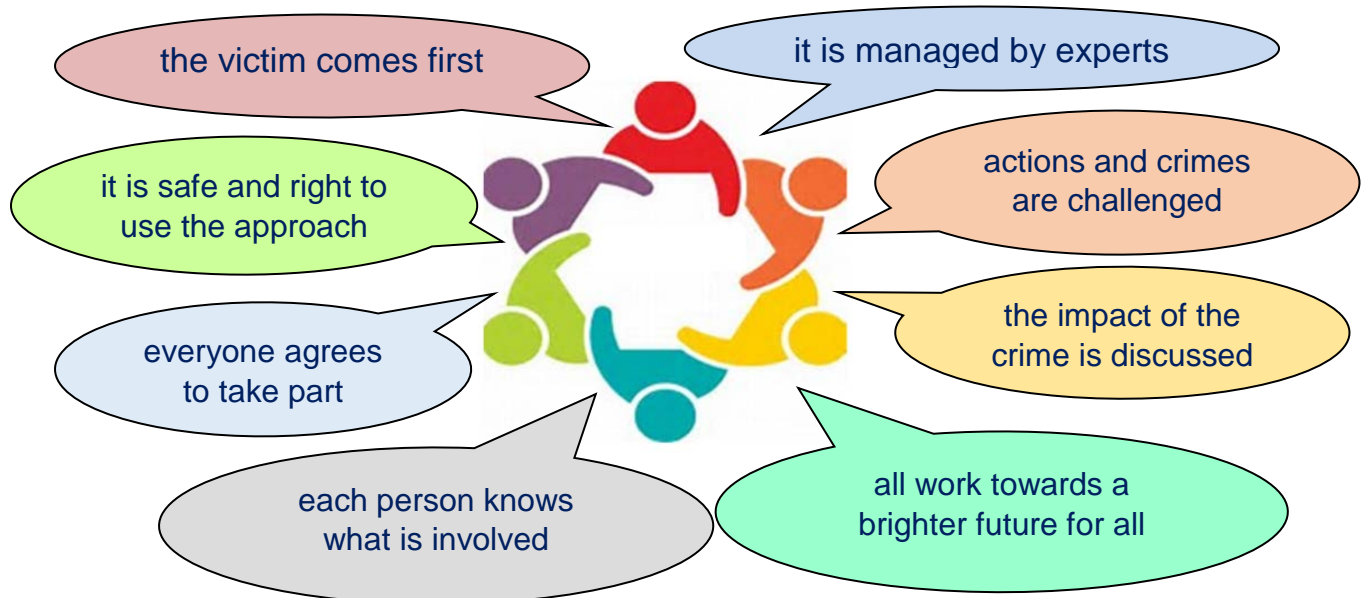 the victim comes first
it is managed by experts
it is safe and right to
use the approach
actions and crimes
are challenged
everyone agrees
to take part
the impact of the
crime is discussed
each person knows
what is involved
all work towards a
brighter future for all